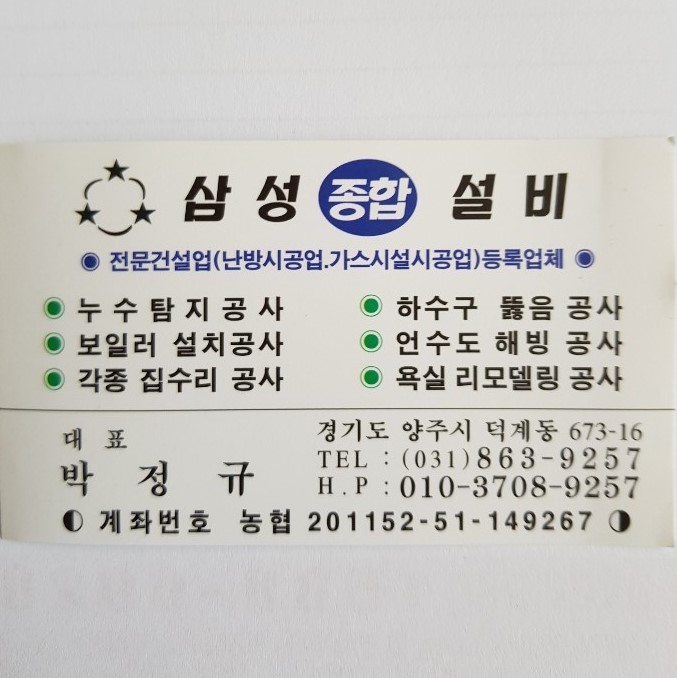 삼성 종합 설비
전문건설업(난방시공업.가스시설시공업)등록업체
누수탐지공사 하수구 뚫음 공사
보일러 설치공사 언수도 해빙 공사
각종 집수리 공사 욕실 리모델링 공사
대표 경기도 양주시 덕계동 673-16
박정규 TEL : (031)863-9257
H.P : 010-3708-9257
계좌번호 농협 201152-51-149267